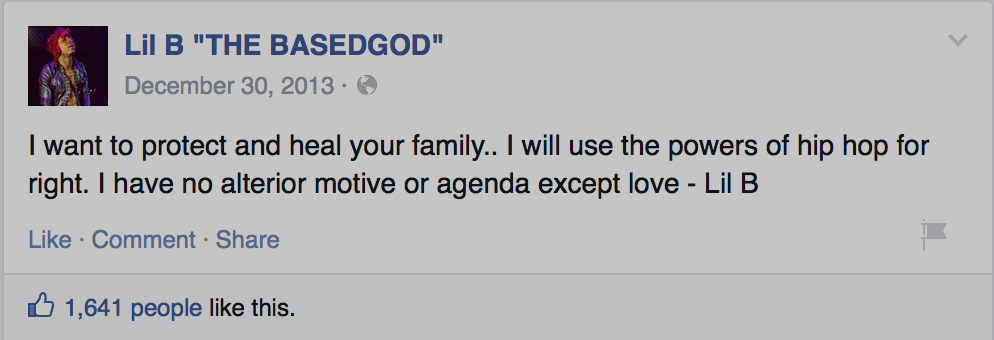 Lil B "THE BASEDGOD"
December 30, 2013 ·
I want to protect and heal your family.. I will use the powers of hip hop for
right. I have no alterior motive or agenda except love - Lil B
Like · Comment · Share
1,641 people like this.